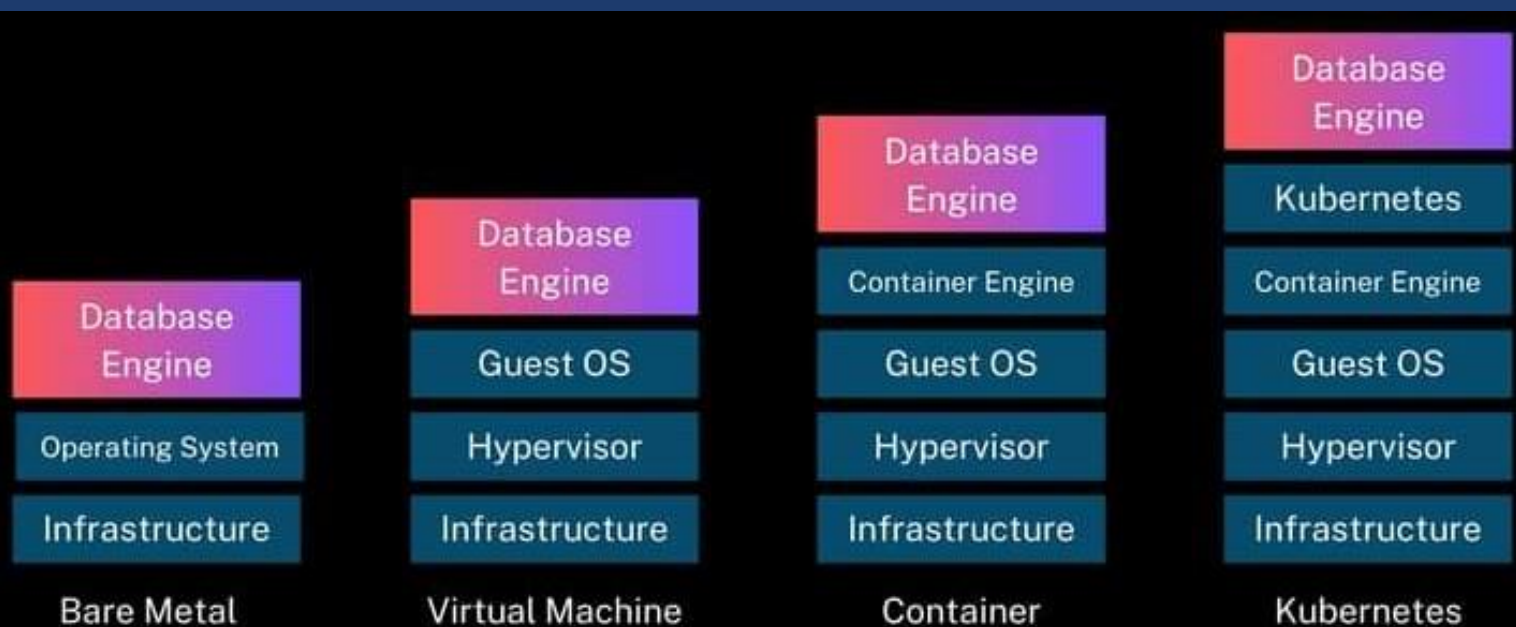 Database
Engine
Operating System
Infrastructure
Bare Metal
Database
Engine
Guest OS
Hypervisor
Infrastructure
Virtual Machine
Database
Engine
Container Engine
Guest OS
Hypervisor
Infrastructure
Container
Database
Engine
Kubernetes
Container Engine
Guest OS
Hypervisor
Infrastructure
Kubernetes